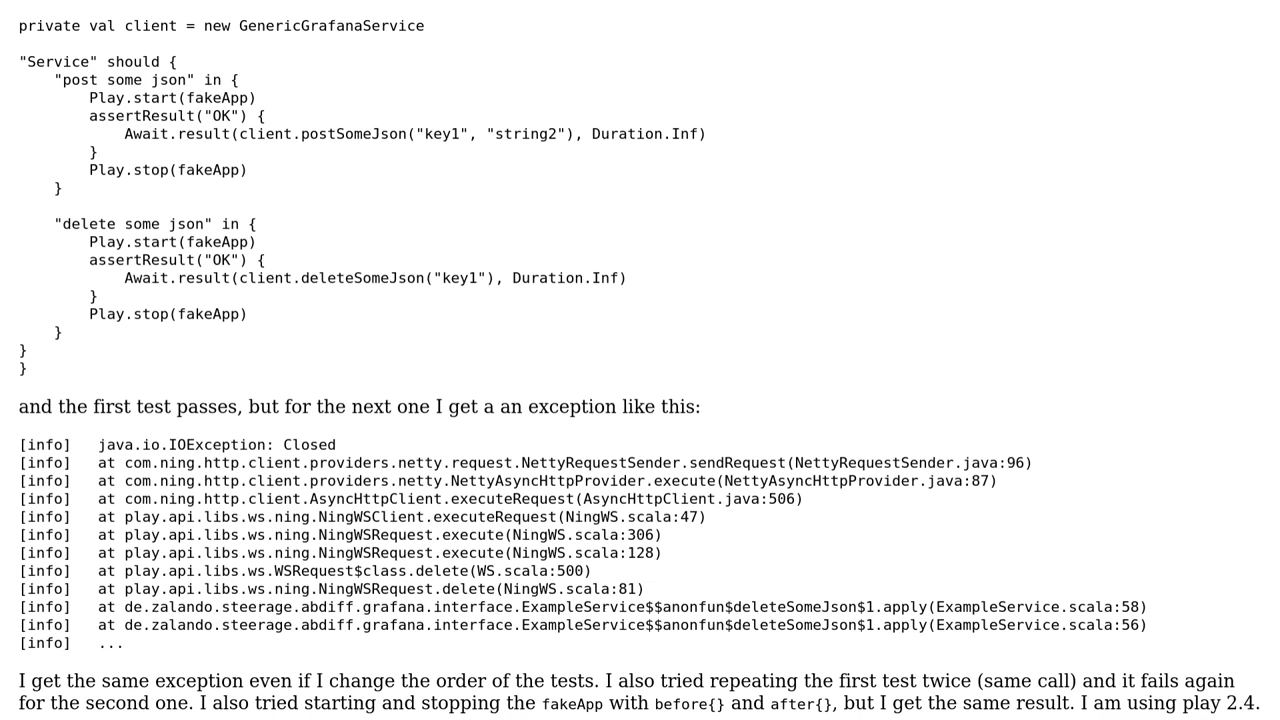 private val client = new GenericGrafanaService
"Service" should {
"post some json" in {
Play.start(fakeApp)
assertResult("OK") {
Await.result(client.postSomeJson("key1", "string2"), Duration.Inf)
}
Play.stop(fakeApp)
}
"delete some json" in {
Play.start(fakeApp)
assertResult("OK") {
Await.result(client.deleteSomeJson("key1"), Duration.Inf)
}
Play.stop(fakeApp)
}
}
}
and the first test passes, but for the next one I get a an exception like this:
[info]   java.io.IOException: Closed
[info]   at com.ning.http.client.providers.netty.request.NettyRequestSender.sendRequest(NettyRequestSender.java:96)
[info]   at com.ning.http.client.providers.netty.NettyAsyncHttpProvider.execute(NettyAsyncHttpProvider.java:87)
[info]   at com.ning.http.client.AsyncHttpClient.executeRequest(AsyncHttpClient.java:506)
[info]   at play.api.libs.ws.ning.NingWSClient.executeRequest(NingWS.scala:47)
[info]   at play.api.libs.ws.ning.NingWSRequest.execute(NingWS.scala:306)
[info]   at play.api.libs.ws.ning.NingWSRequest.execute(NingWS.scala:128)
[info]   at play.api.libs.ws.WSRequest$class.delete(WS.scala:500)
[info]   at play.api.libs.ws.ning.NingWSRequest.delete(NingWS.scala:81)
[info]   at de.zalando.steerage.abdiff.grafana.interface.ExampleService$$anonfun$deleteSomeJson$1.apply(ExampleService.scala:58)
[info]   at de.zalando.steerage.abdiff.grafana.interface.ExampleService$$anonfun$deleteSomeJson$1.apply(ExampleService.scala:56)
[info]   ...
I get the same exception even if I change the order of the tests. I also tried repeating the first test twice (same call) and it fails again
for the second one. I also tried starting and stopping the fakeApp with before{} and after{}, but I get the same result. I am using play 2.4.